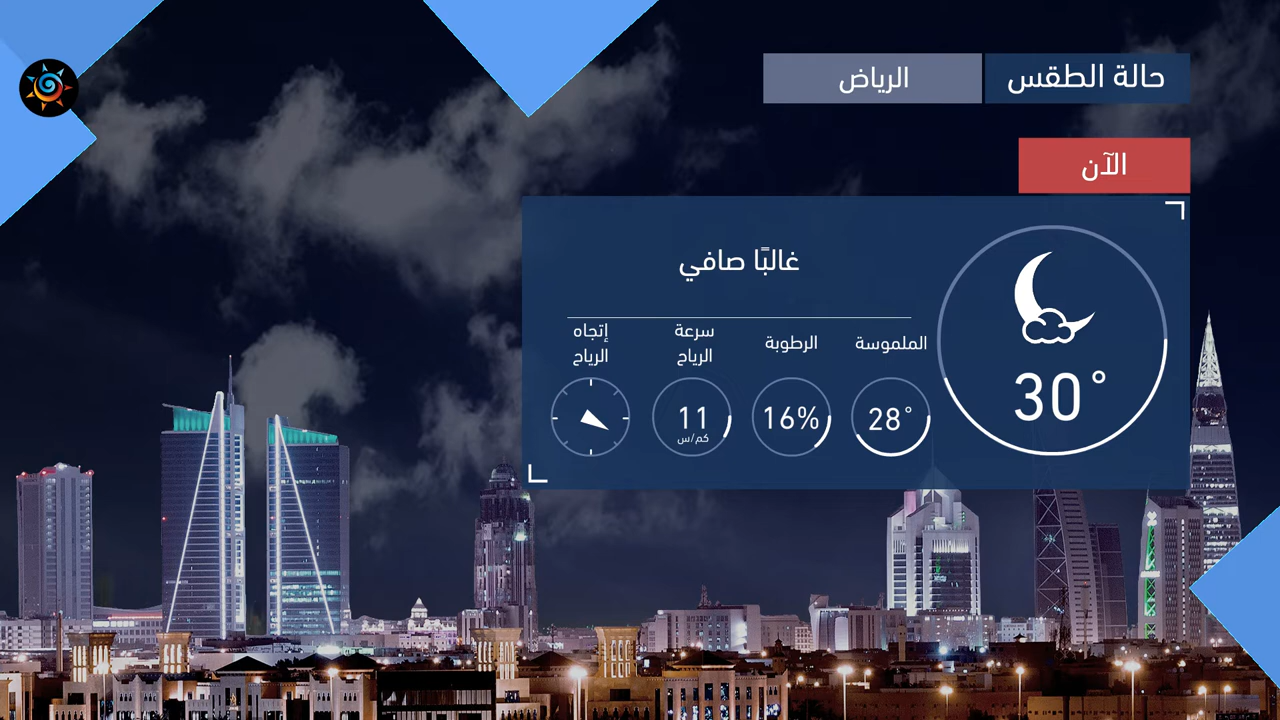 حالة الطقس
الرياض
الآن
غالبًا صافي
30°
الملموسة
28°
الرطوبة
16%
سرعة
الرياح
11
كم/س
إتجاه
الرياح